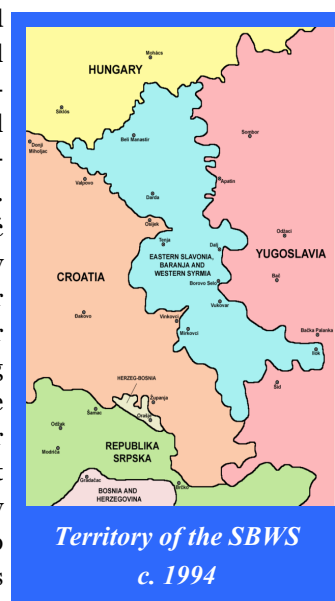 Mohács
HUNGARY
Siklós
Sombor
Donji
Miholjac
Beli Manastir
Valpovo
Apatin
Darda
Osijek
Tenja
Dalj
Odžaci
EASTERN SLAVONIA,
BARANJA AND
WESTERN SYRMIA
YUGOSLAVIA
CROATIA
Borovo Selo
Bač
Vukovar
Đakovo
Vinkovci
Mirkovci
Bačka Palanka
Ilok
HERZEG-BOSNIA
Šid
Županja
Orašje
Šamac
Odžak
REPUBLIKA
SRPSKA
Modriča
Gradačac
Brčko
BOSNIA AND
HERZEGOVINA
Territory of the SBWS
c. 1994